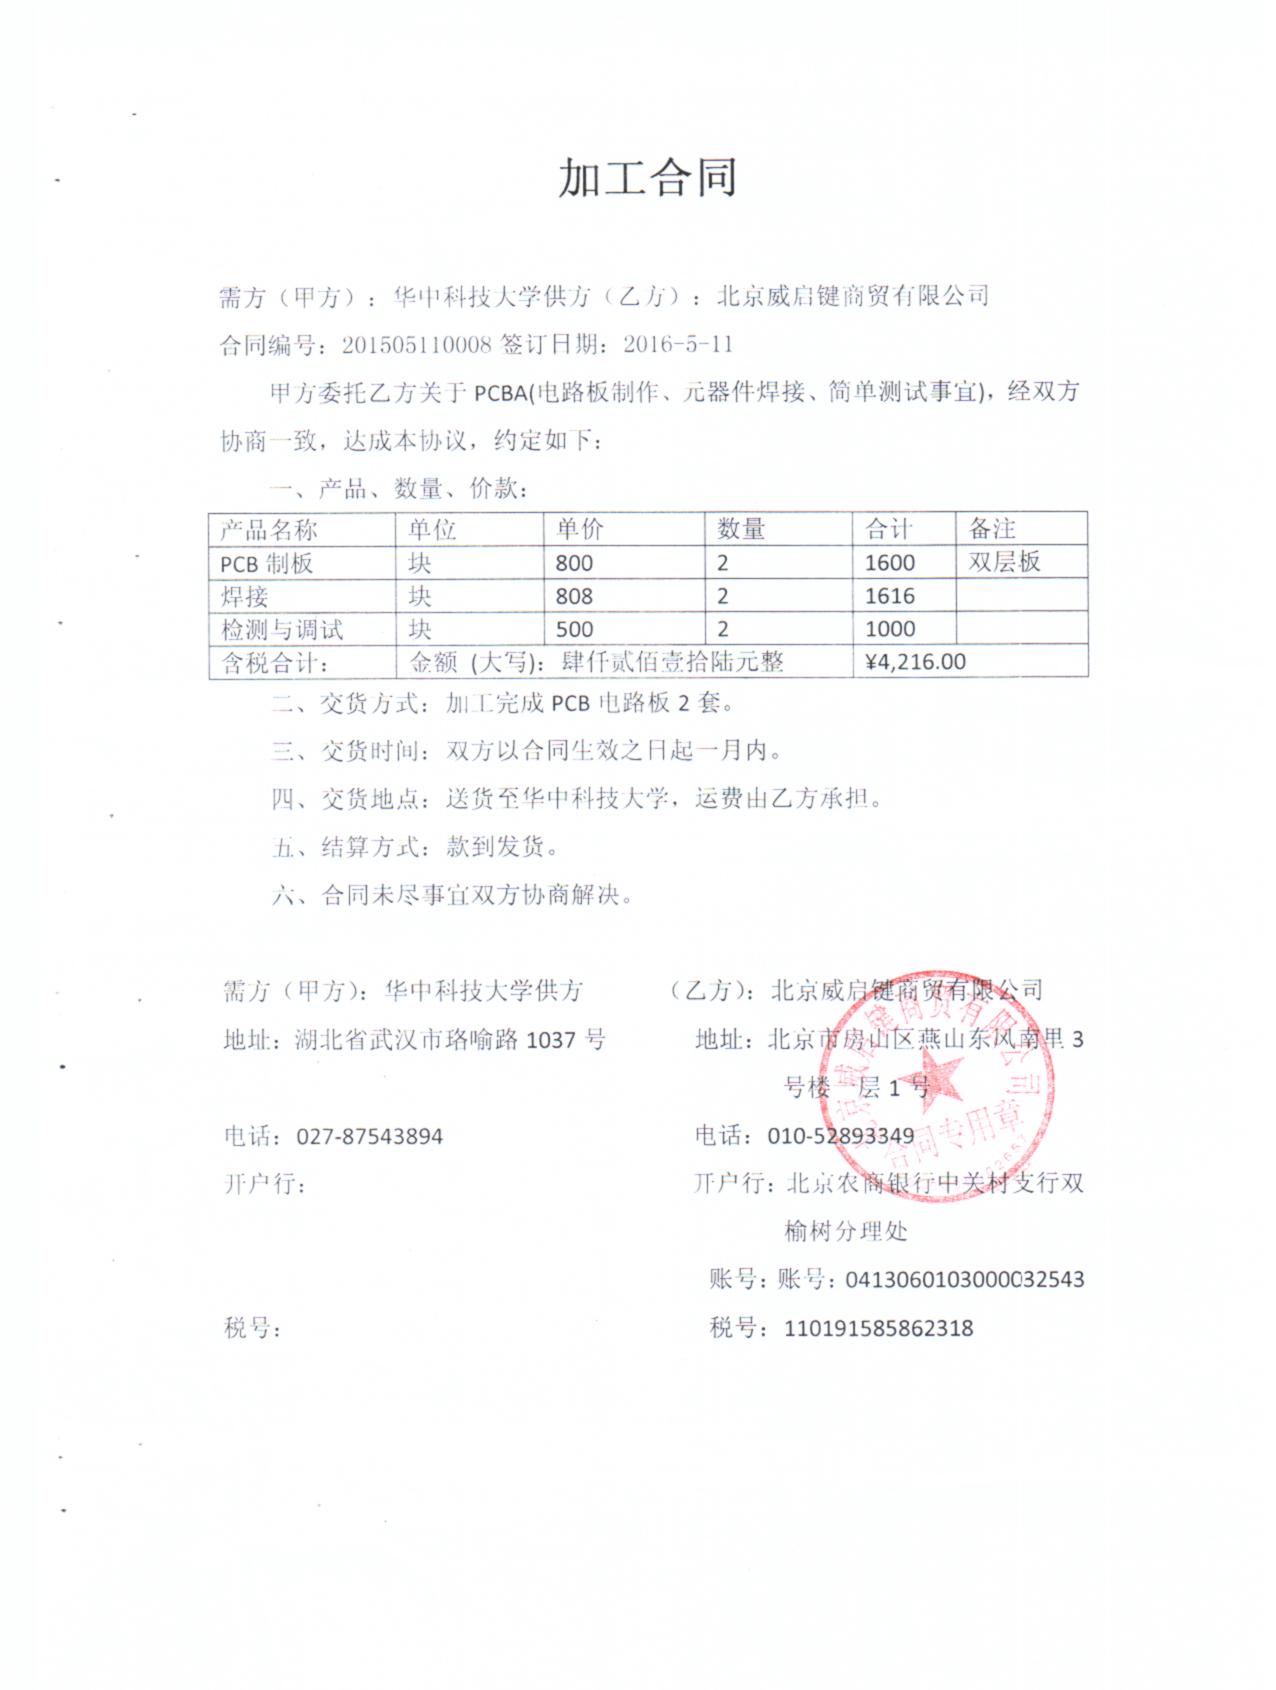 加工合同
需方（甲方）：华中科技大学供方（乙方）：北京威启键商贸有限公司
合同编号：201505110008 签订日期：2016-5-11
甲方委托乙方关于 PCBA(电路板制作、元器件焊接、简单测试事宜)，经双方
协商一致，达成本协议，约定如下：
一、产品、数量、价款：
产品名称 单位 单价 数量 合计 备注
PCB 制板 块 800 2 1600 双层板
焊接 块 808 2 1616
检测与调试 块 500 2 1000
含税合计： 金额（大写）：肆仟贰佰壹拾陆元整 ¥4,216.00
二、交货方式：加工完成 PCB 电路板 2 套。
三、交货时间：双方以合同生效之日起一月内。
四、交货地点：送货至华中科技大学，运费由乙方承担。
五、结算方式：款到发货。
六、合同未尽事宜双方协商解决。
需方（甲方）：华中科技大学供方 （乙方）：北京威启键商贸有限公司
地址：湖北省武汉市珞喻路 1037 号 地址：北京市房山区燕山东风南里 3
号楼一层 1 号
电话：027-87543894 电话：010-52893349
开户行： 开户行：北京农商银行中关村支行双
榆树分理处
账号：账号：0413060103000032543
税号： 税号：110191585862318
北京威启键商贸有限公司
合同专用章